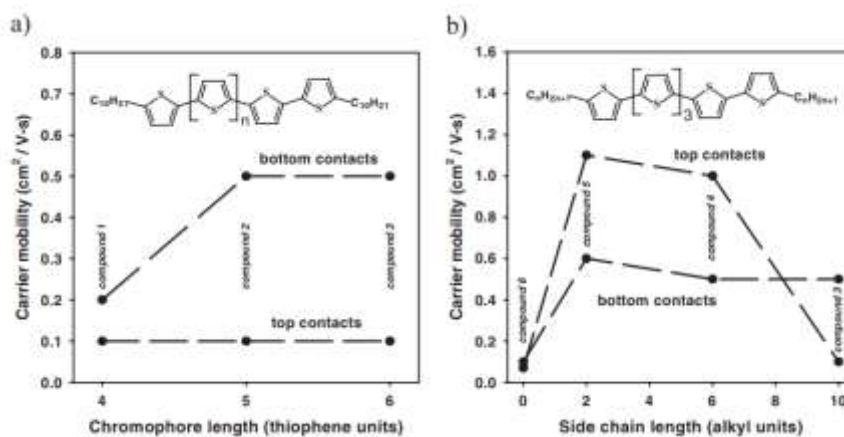 a)
0.8
0.7
0.6
0.5
0.4
0.3
0.2
0.1
0.0
Carrier mobility (cm² / V-s)
C₁₀H₂₁
S
S
n
S
S
C₁₀H₂₁
bottom contacts
compound 1
compound 2
compound 3
top contacts
4
5
6
Chromophore length (thiophene units)
b)
1.6
1.4
1.2
1.0
0.8
0.6
0.4
0.2
0.0
Carrier mobility (cm² / V-s)
CₙH₂ₙ₊₁
S
S
3
S
S
CₙH₂ₙ₊₁
top contacts
compound 6
compound 5
compound 4
compound 3
bottom contacts
0
2
4
6
8
10
Side chain length (alkyl units)